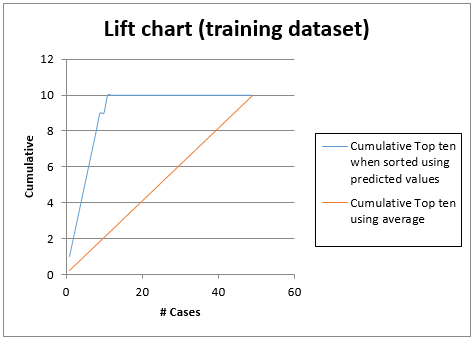 Lift chart (training dataset)
12
10
8
6
4
2
0
Cumulative
0 20 40 60
# Cases
Cumulative Top ten
when sorted using
predicted values
Cumulative Top ten
using average